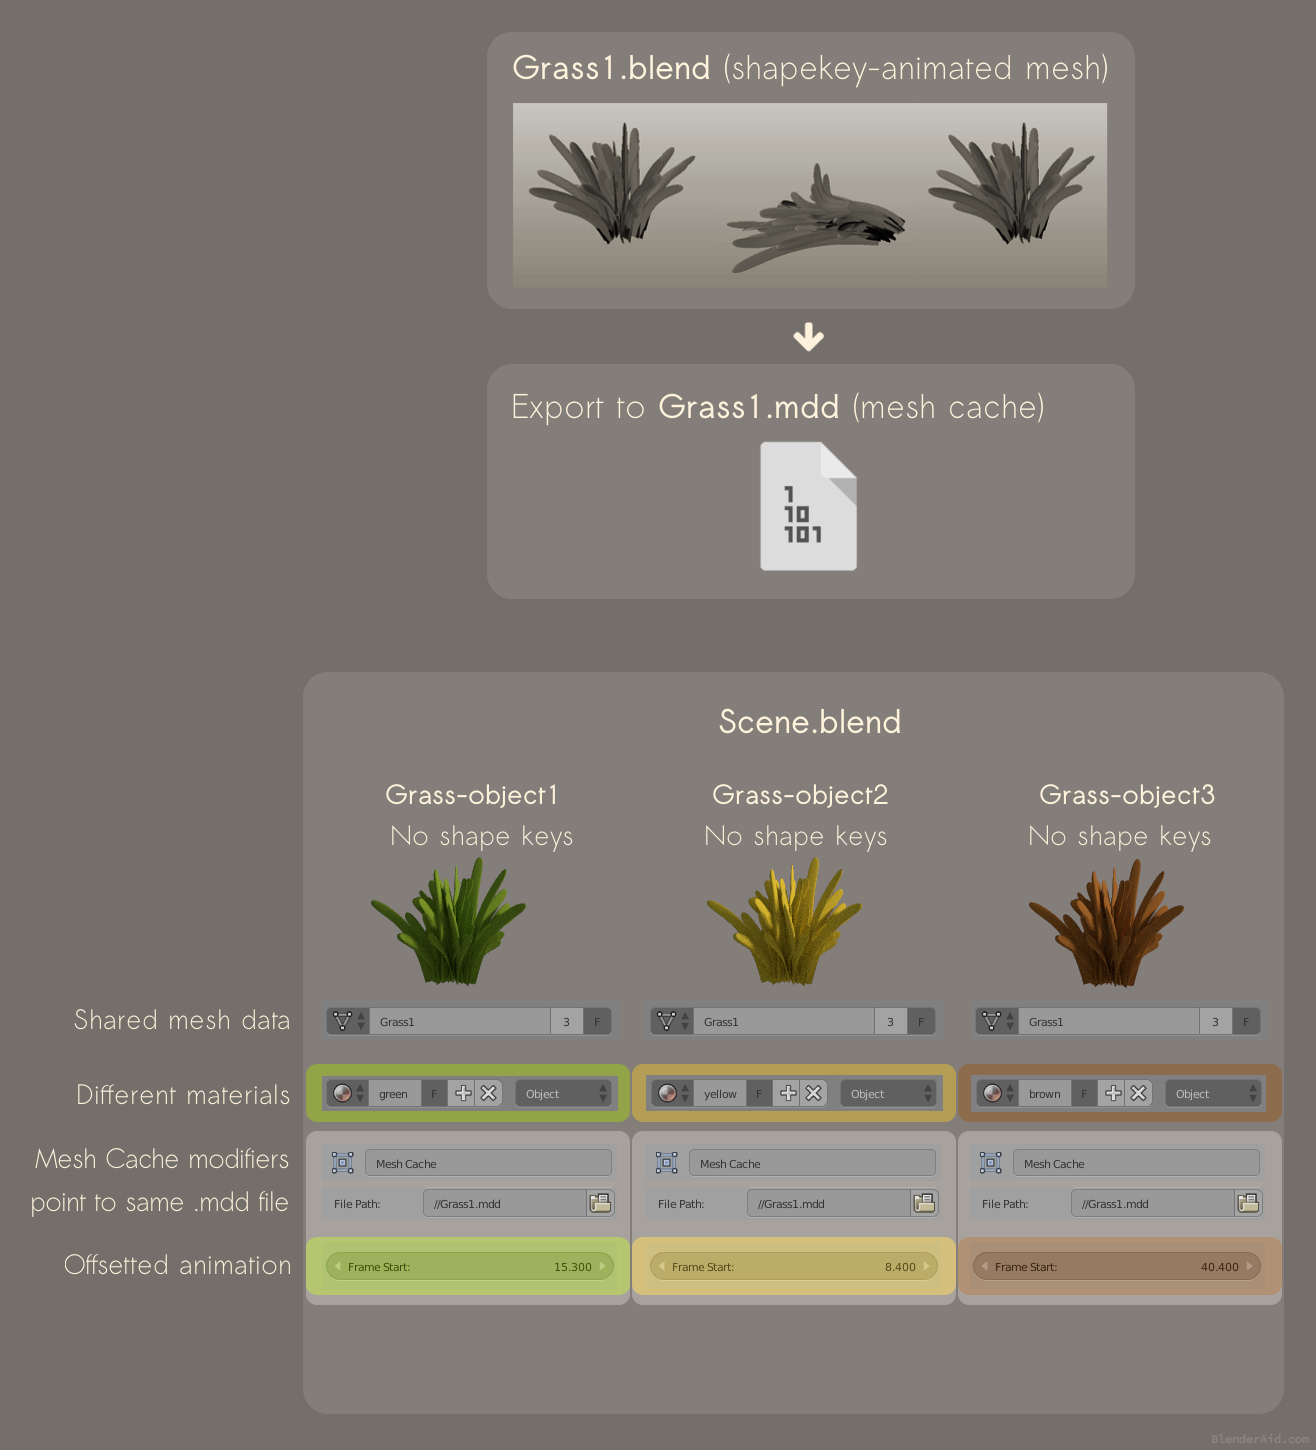 Grass1.blend (shapekey-animated mesh)
Export to Grass1.mdd (mesh cache)
1
10
101
Scene.blend
Grass-object1 Grass-object2 Grass-object3
No shape keys No shape keys No shape keys
Shared mesh data Grass1 3 F Grass1 3 F Grass1 3 F
Different materials green F Object yellow F Object brown F Object
Mesh Cache modifiers Mesh Cache Mesh Cache Mesh Cache
point to same .mdd file File Path: //Grass1.mdd File Path: //Grass1.mdd File Path: //Grass1.mdd
Offsetted animation Frame Start: 15.300 Frame Start: 8.400 Frame Start: 40.400
BlenderAid.com